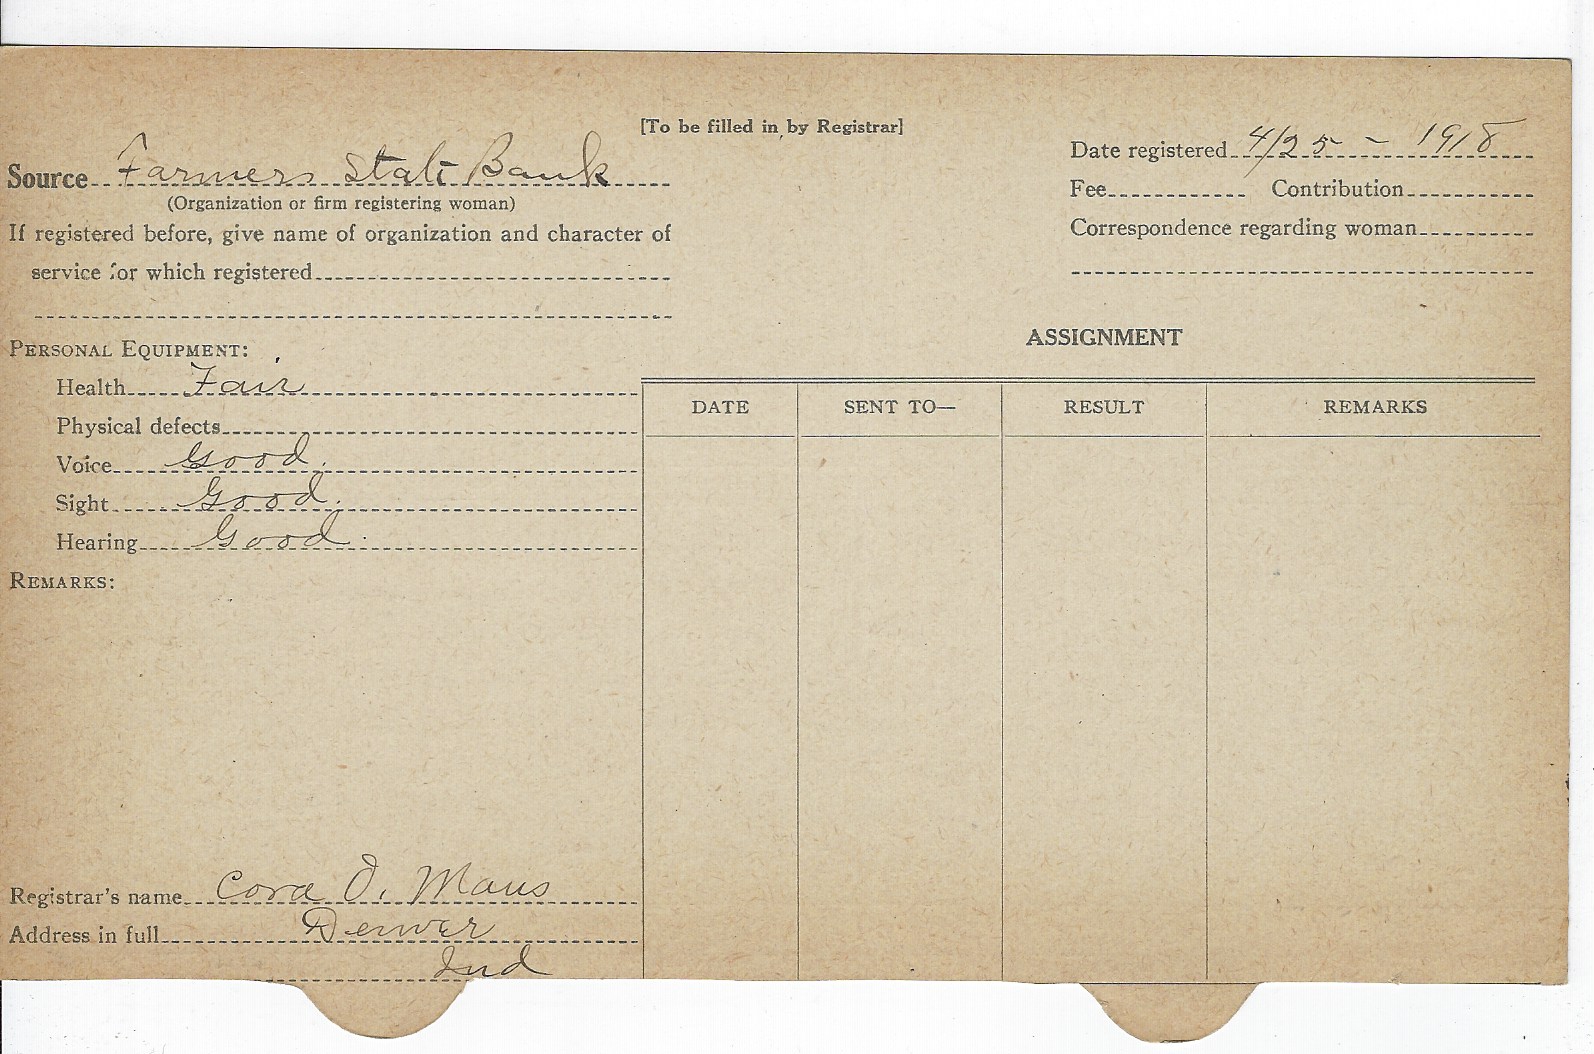 [To be filled in by Registrar]
Source Farmers State Bank
(Organization or firm registering woman)
If registered before, give name of organization and character of
service for which registered
Date registered 4/25 - 1918
Fee Contribution
Correspondence regarding woman
PERSONAL EQUIPMENT:
Health Fair
Physical defects
Voice Good.
Sight Good.
Hearing Good.
REMARKS:
Registrar's name Cora O. Maus
Address in full Denver
Ind
ASSIGNMENT
DATE SENT TO— RESULT REMARKS